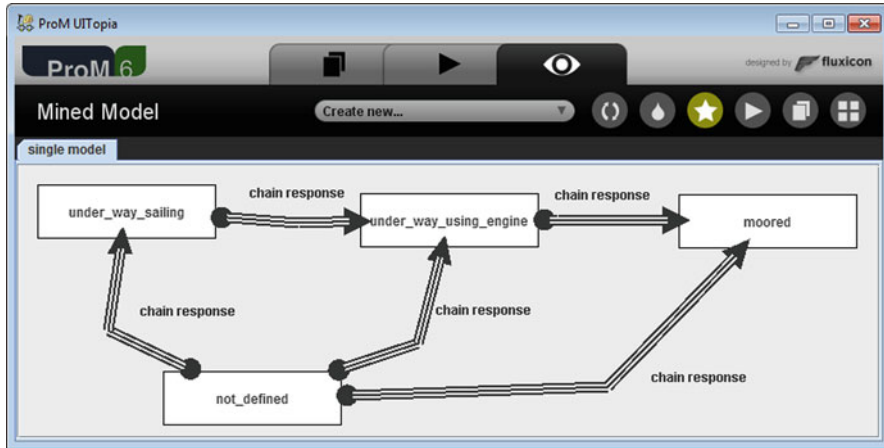 ProM UITopia
ProM 6
designed by fluxicon
Mined Model
Create new...
single model
chain response
chain response
under_way_sailing
under_way_using_engine
moored
chain response
chain response
chain response
not_defined